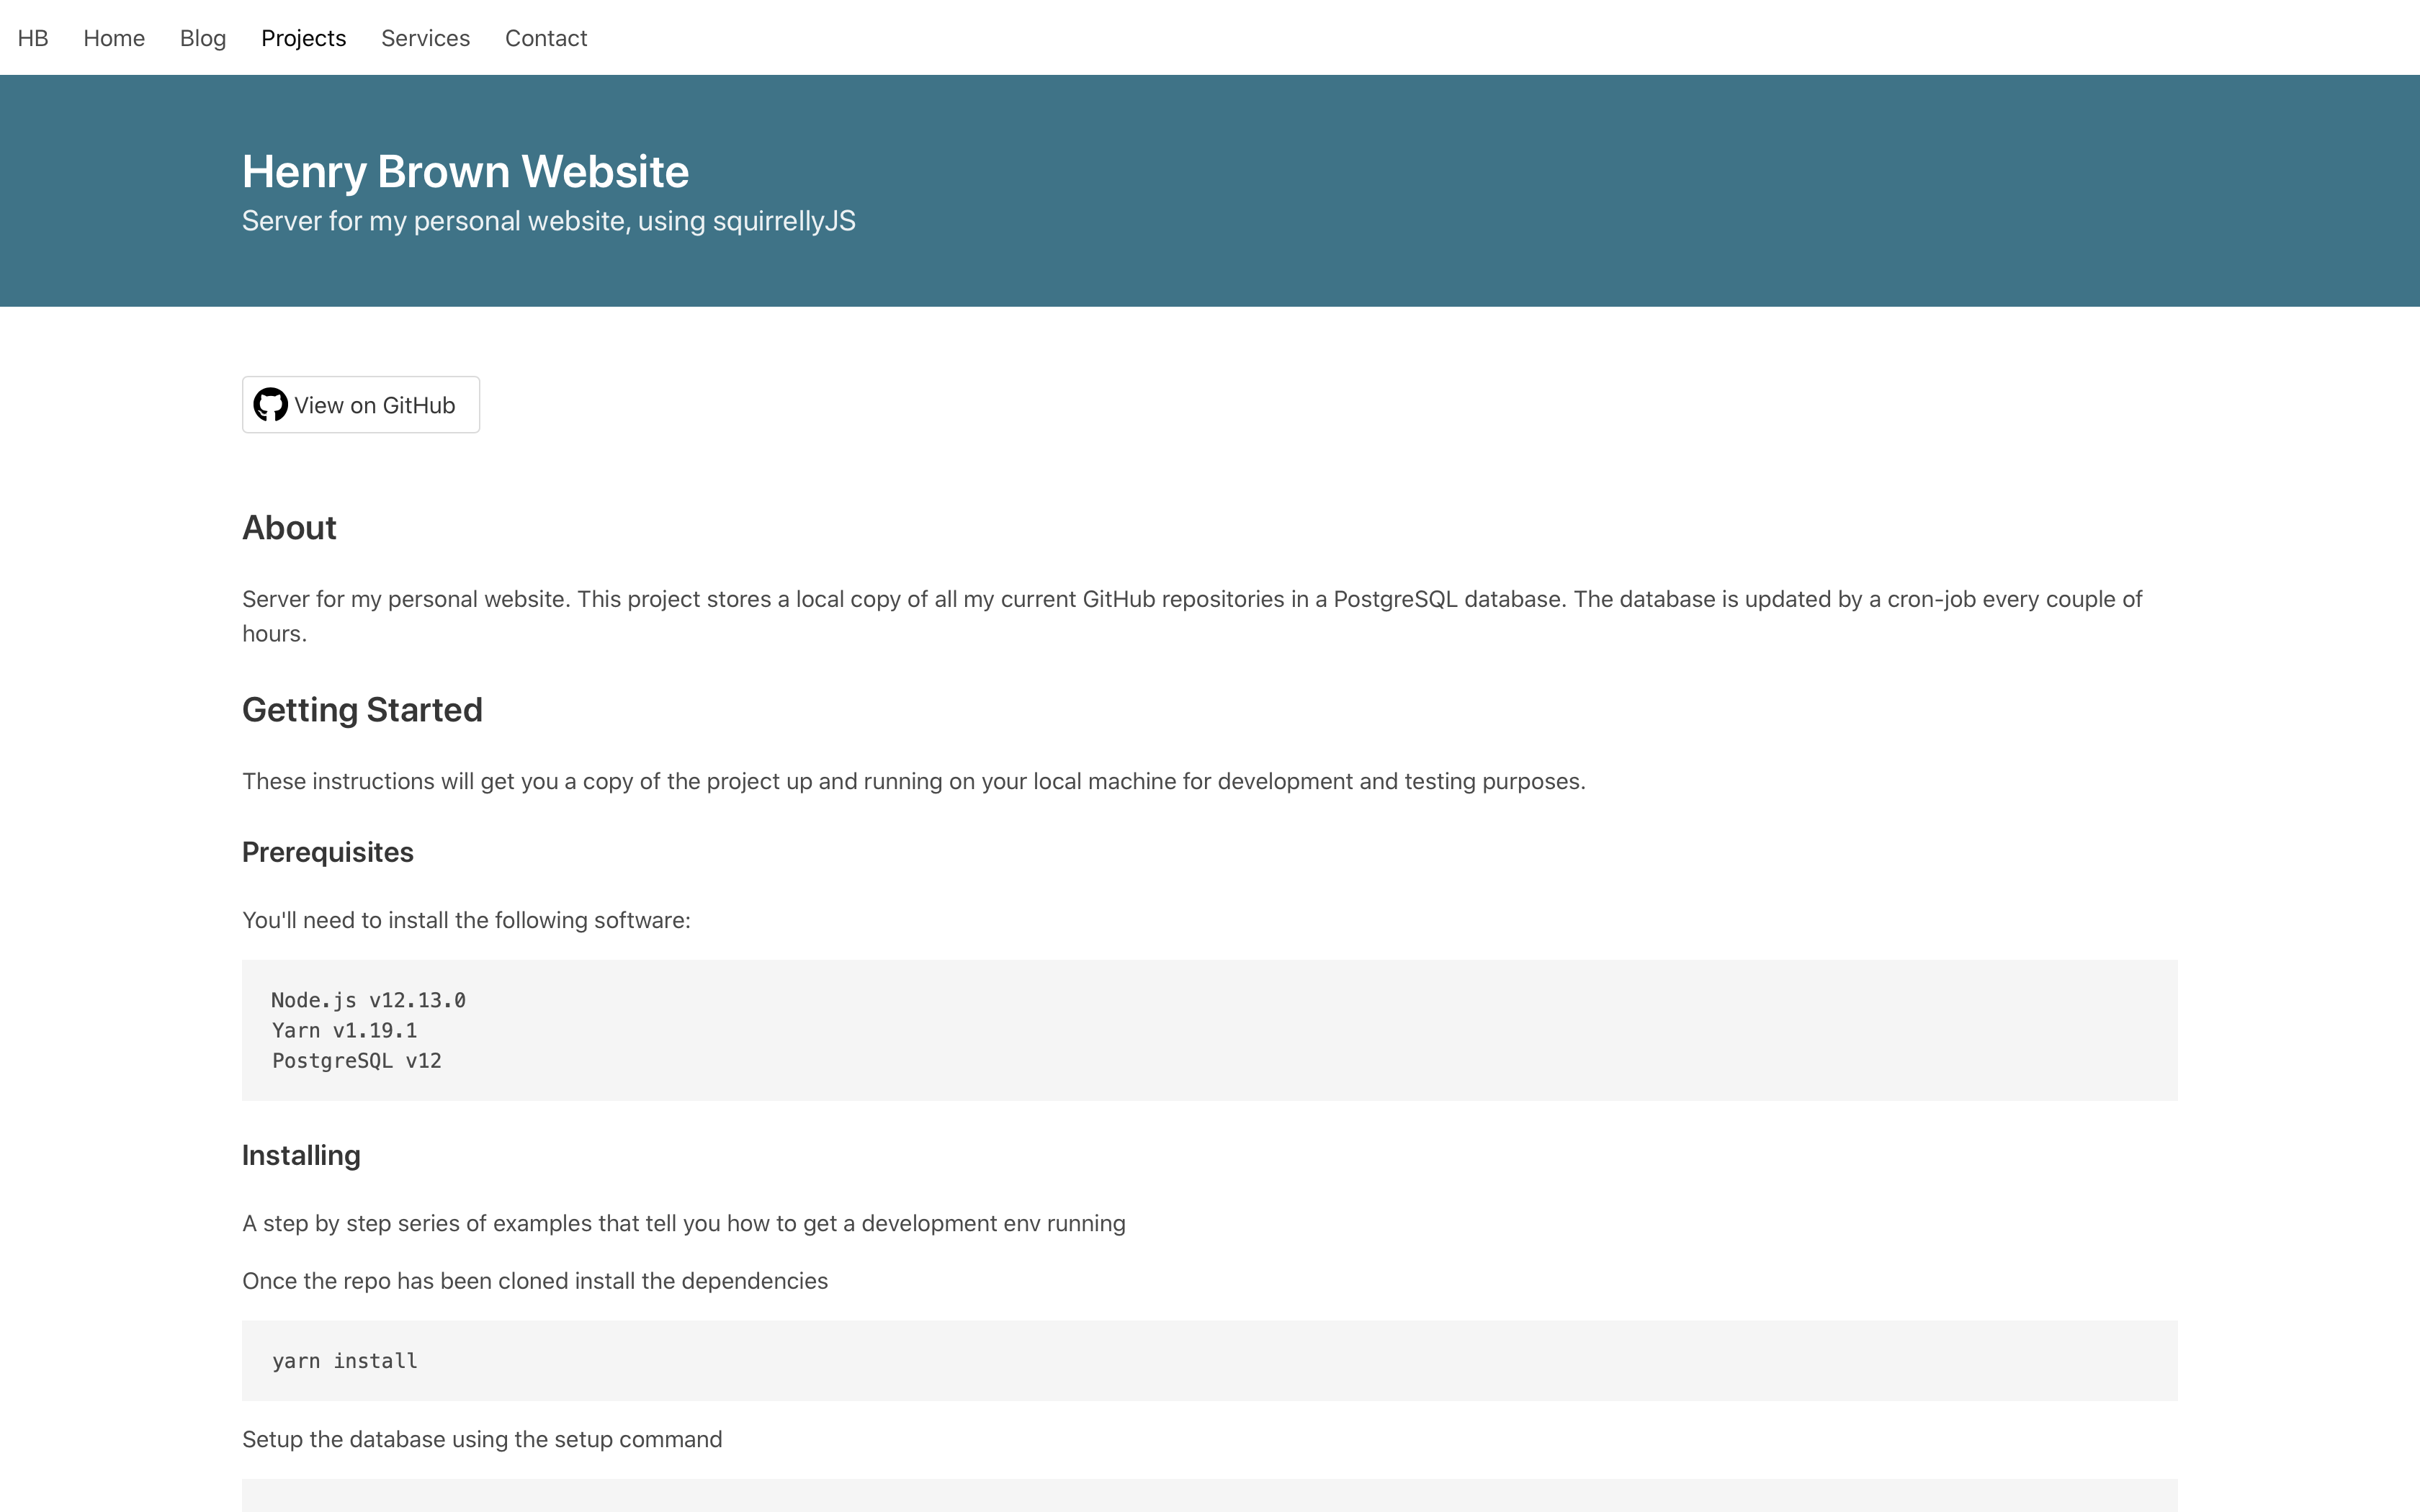 HB Home Blog Projects Services Contact
Henry Brown Website
Server for my personal website, using squirrellyJS
View on GitHub
About
Server for my personal website. This project stores a local copy of all my current GitHub repositories in a PostgreSQL database. The database is updated by a cron-job every couple of
hours.
Getting Started
These instructions will get you a copy of the project up and running on your local machine for development and testing purposes.
Prerequisites
You'll need to install the following software:
Node.js v12.13.0
Yarn v1.19.1
PostgreSQL v12
Installing
A step by step series of examples that tell you how to get a development env running
Once the repo has been cloned install the dependencies
yarn install
Setup the database using the setup command